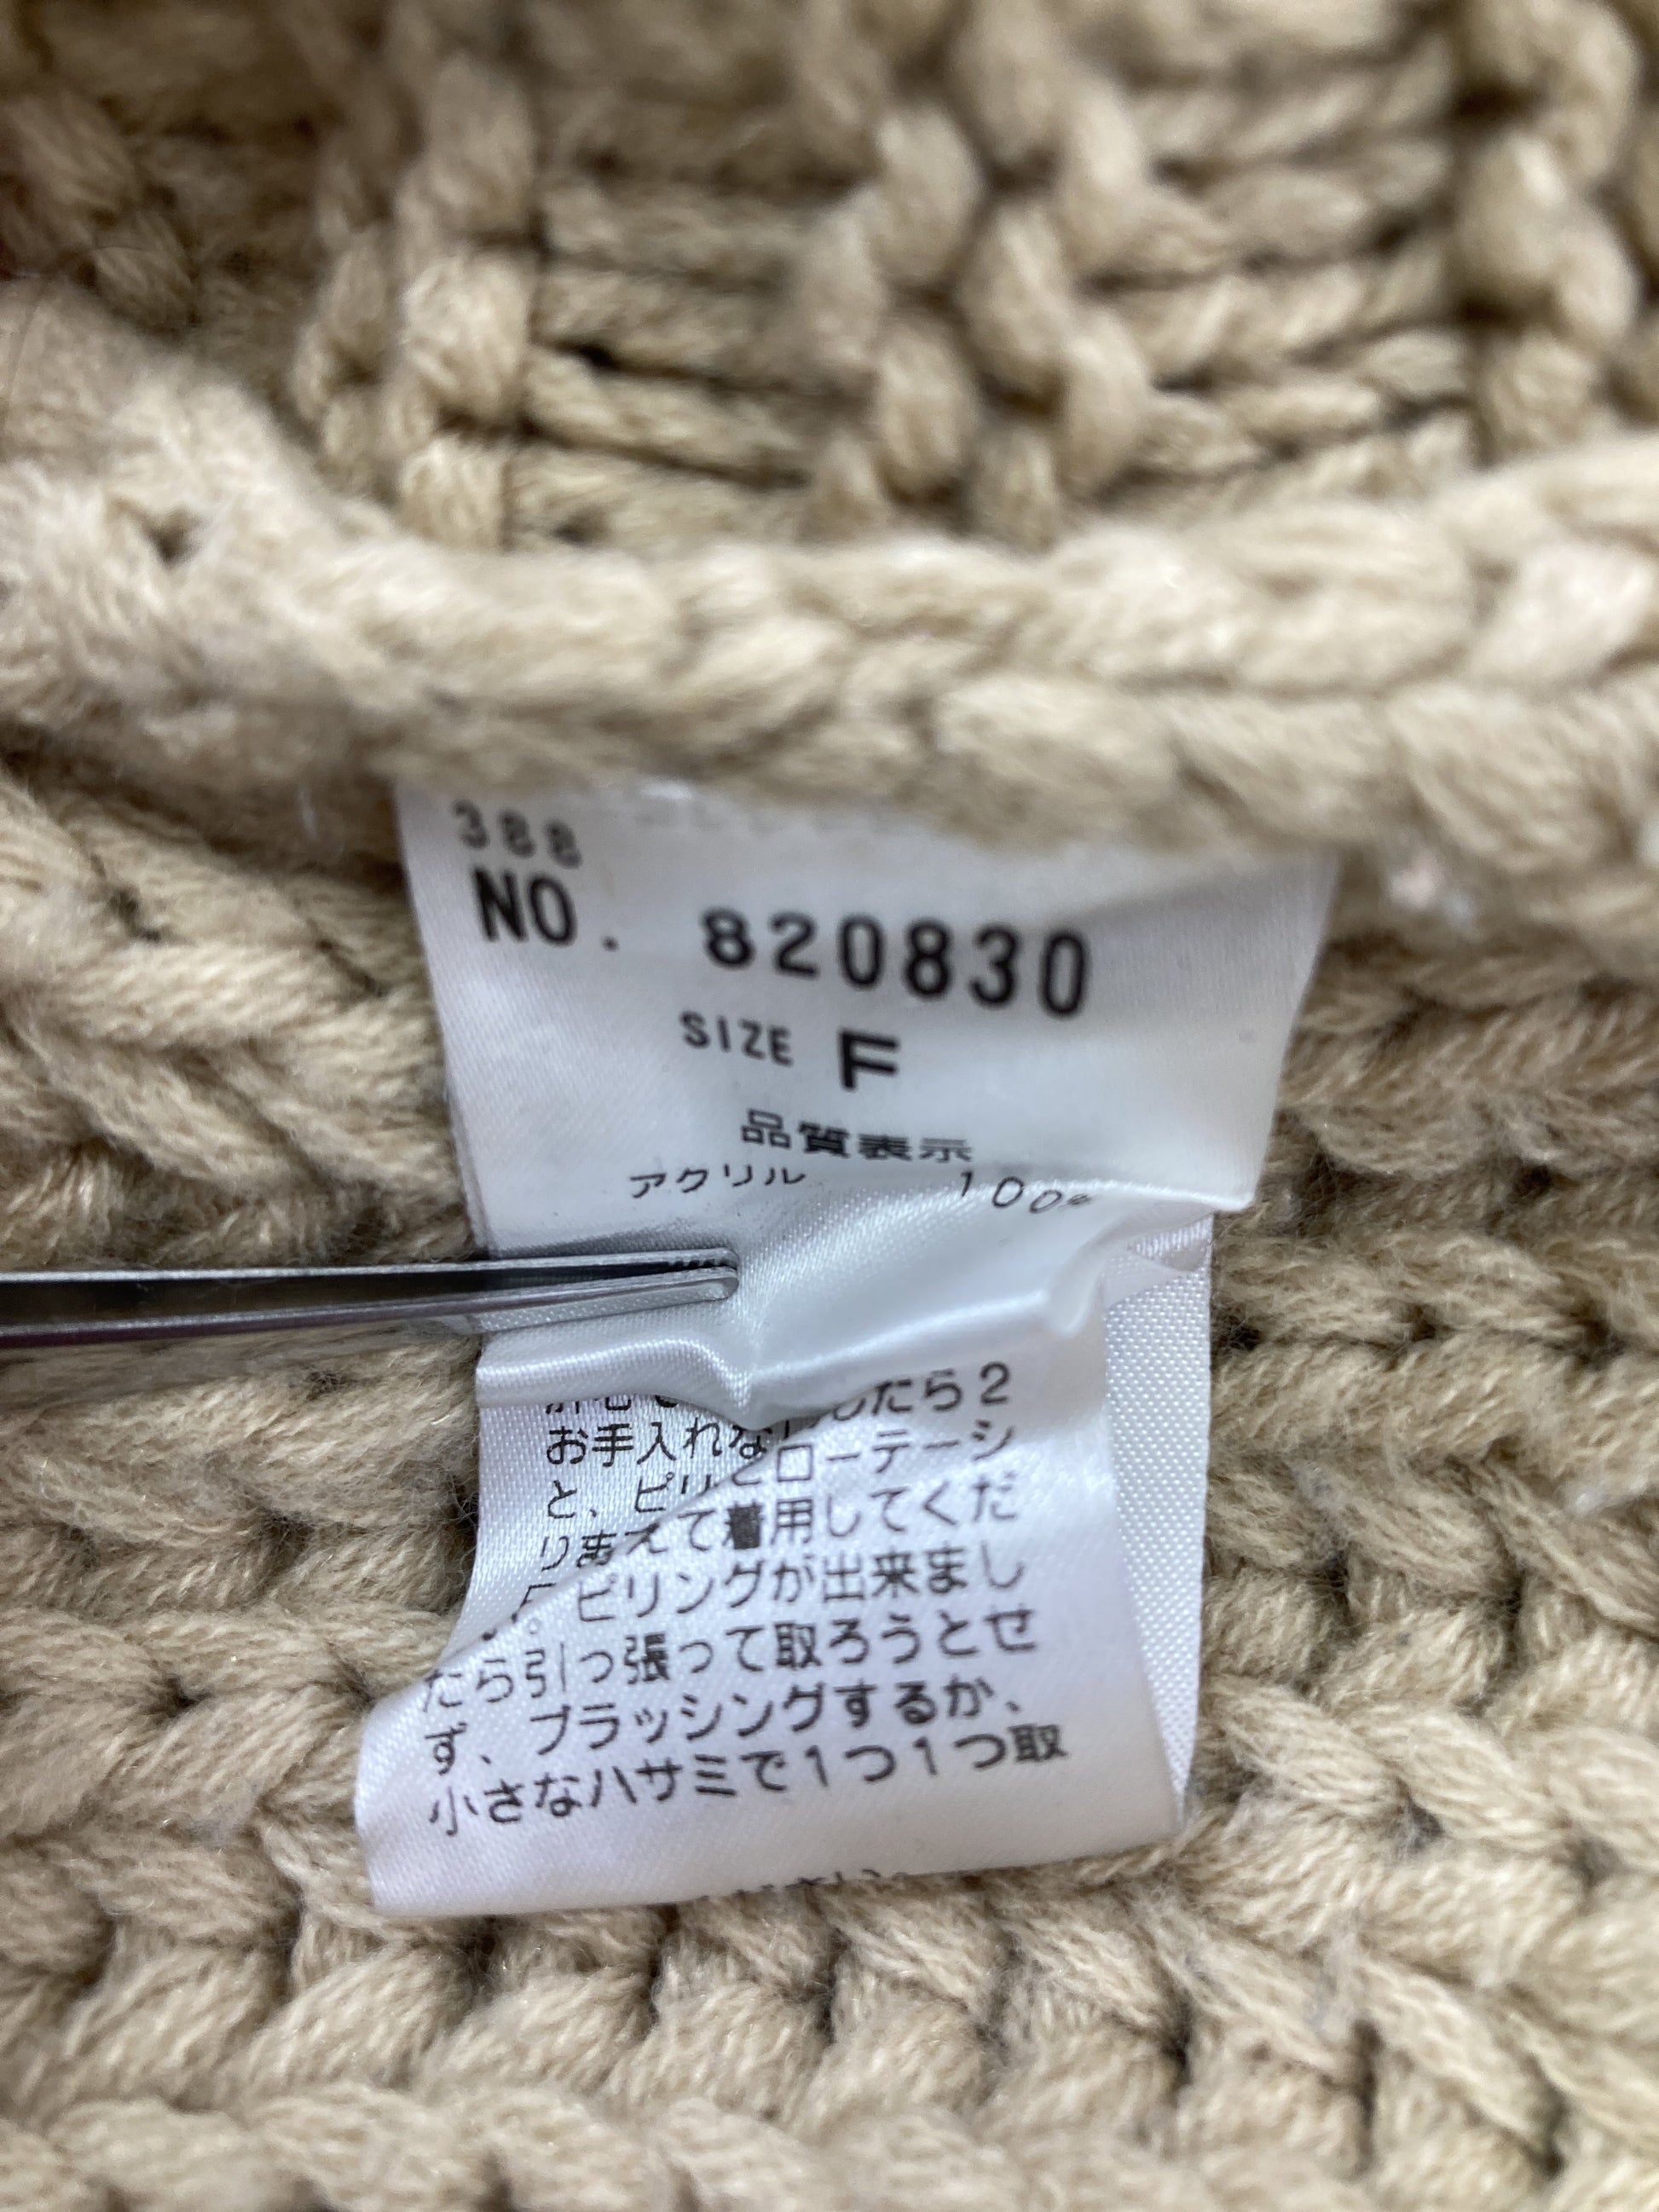 388
NO. 820830
SIZE F
品質表示
アクリル 100%
したら2
お手入れな
ローテーシ
と、ピリ
えて着用してくだ
りま
ピリングが出来まし
たら引っ張って取ろうとせ
ず、ブラッシングするか、
小さなハサミで1つ1つ取
さい。